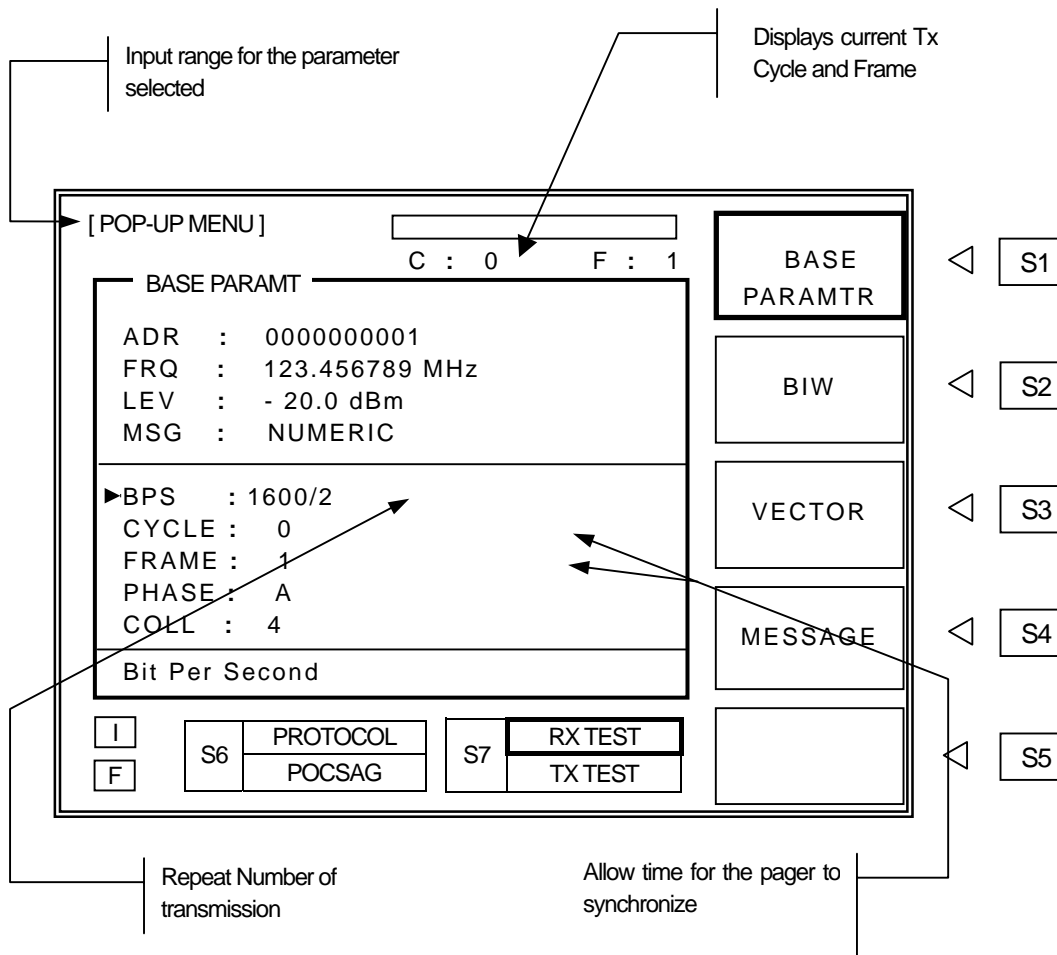 Input range for the parameter
selected
Displays current Tx
Cycle and Frame
[ POP-UP MENU ]
C : 0 F : 1
BASE PARAMT
ADR : 0000000001
FRQ : 123.456789 MHz
LEV : - 20.0 dBm
MSG : NUMERIC
►BPS : 1600/2
CYCLE : 0
FRAME : 1
PHASE : A
COLL : 4
Bit Per Second
BASE
PARAMTR
S1
BIW
S2
VECTOR
S3
MESSAGE
S4
S5
I
F
S6
PROTOCOL
POCSAG
S7
RX TEST
TX TEST
Repeat Number of
transmission
Allow time for the pager to
synchronize